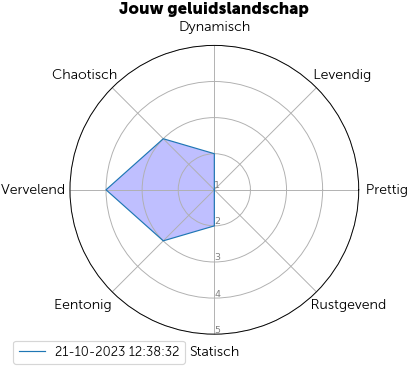 Jouw geluidslandschap
Dynamisch
Chaotisch
Levendig
Vervelend
1
Prettig
2
3
4
Eentonig
Rustgevend
5
21-10-2023 12:38:32
Statisch